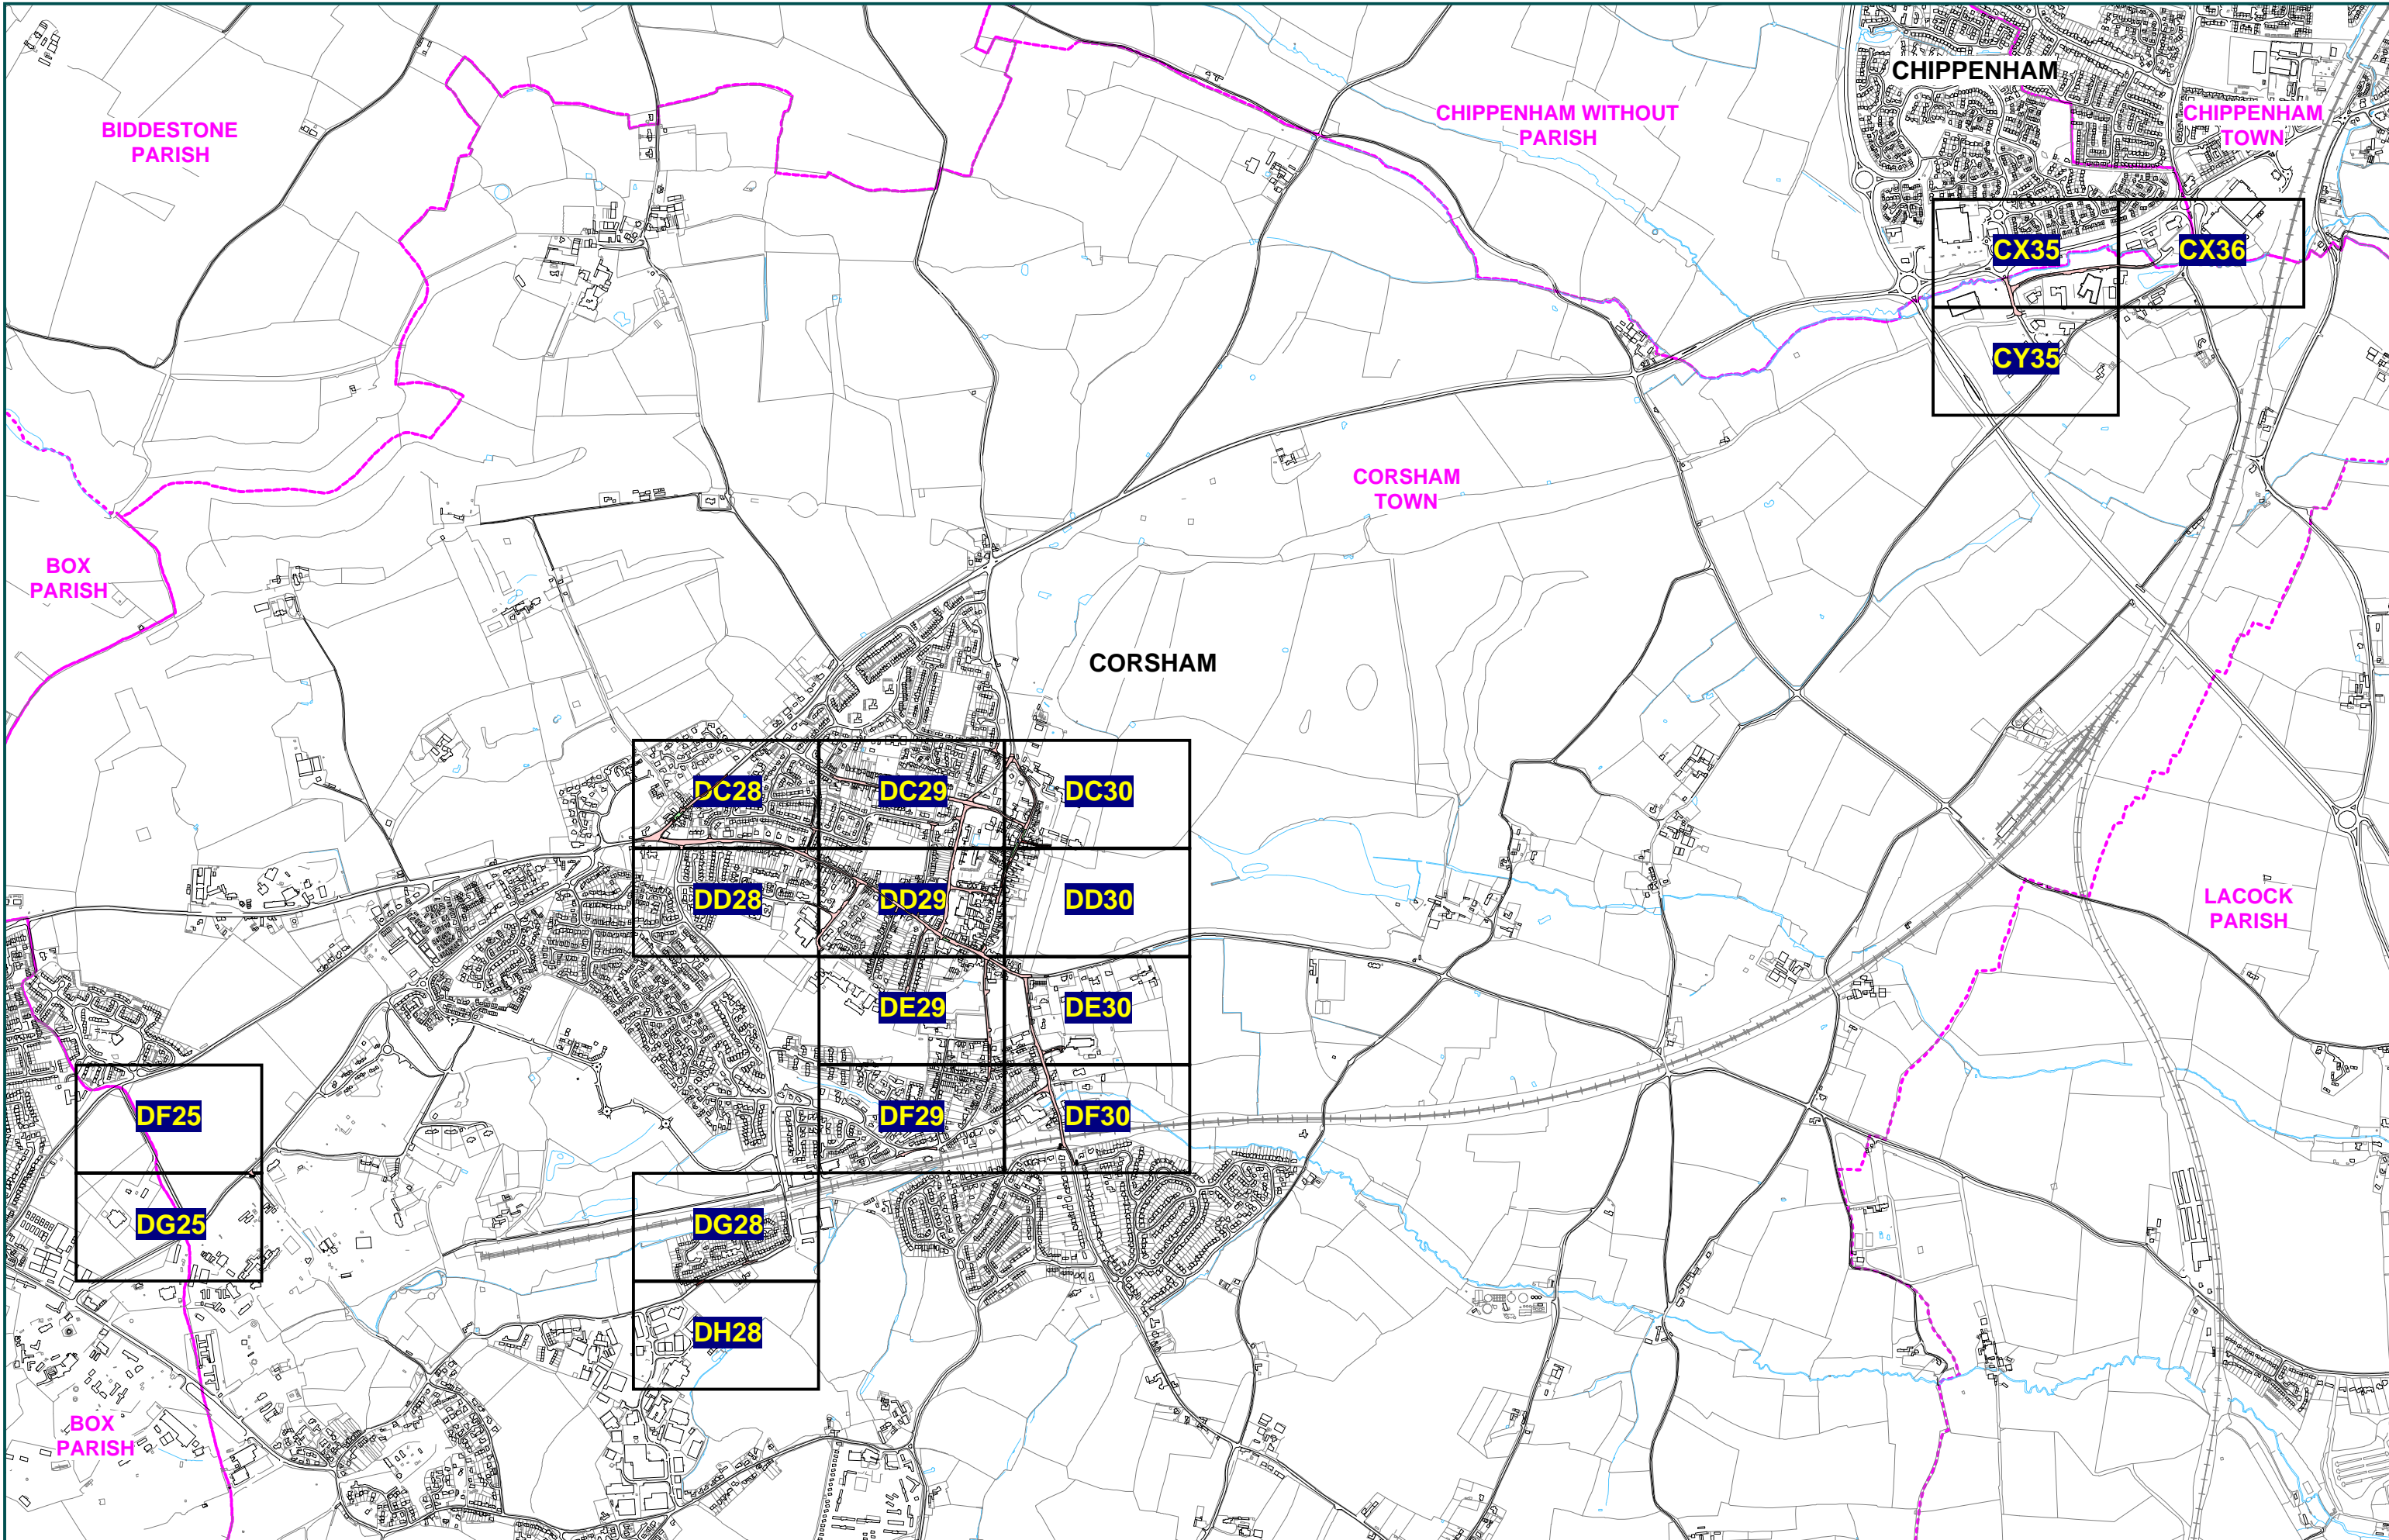 CHIPPENHAM
BIDDESTONE
PARISH
CHIPPENHAM WITHOUT
PARISH
CHIPPENHAM
TOWN
CX35
CX36
CY35
CORSHAM
TOWN
BOX
PARISH
CORSHAM
DC28
DC29
DC30
DD28
DD29
DD30
LACOCK
PARISH
DE29
DE30
DF25
DF29
DF30
DG25
DG28
DH28
BOX
PARISH